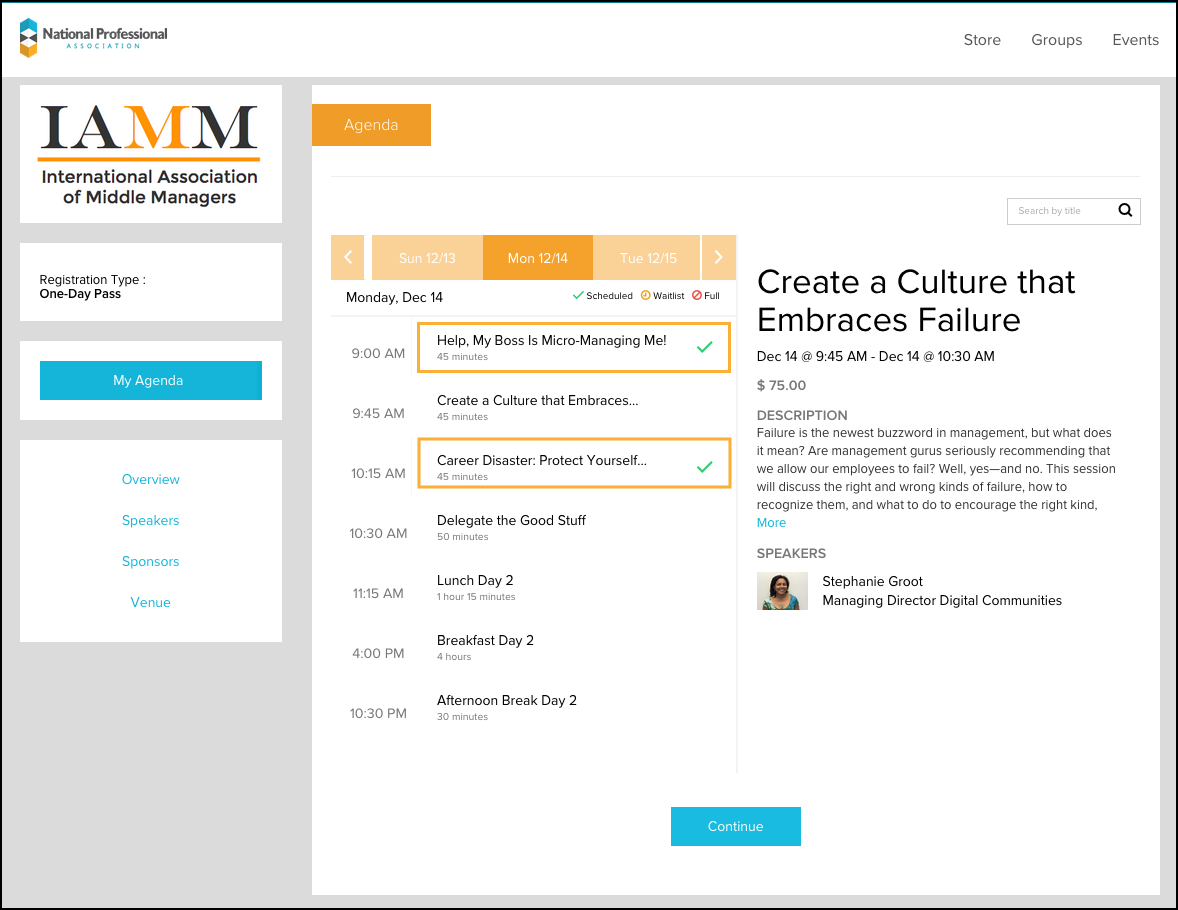 National Professional
ASSOCIATION
Store Groups Events
IAMM
International Association
of Middle Managers
Registration Type :
One-Day Pass
My Agenda
Overview
Speakers
Sponsors
Venue
Agenda
Search by title
Sun 12/13 Mon 12/14 Tue 12/15
Monday, Dec 14 Scheduled Waitlist Full
9:00 AM
Help, My Boss Is Micro-Managing Me!
45 minutes
9:45 AM
Create a Culture that Embraces...
45 minutes
10:15 AM
Career Disaster: Protect Yourself...
45 minutes
10:30 AM
Delegate the Good Stuff
50 minutes
11:15 AM
Lunch Day 2
1 hour 15 minutes
4:00 PM
Breakfast Day 2
4 hours
10:30 PM
Afternoon Break Day 2
30 minutes
Create a Culture that
Embraces Failure
Dec 14 @ 9:45 AM - Dec 14 @ 10:30 AM
$ 75.00
DESCRIPTION
Failure is the newest buzzword in management, but what does
it mean? Are management gurus seriously recommending that
we allow our employees to fail? Well, yes—and no. This session
will discuss the right and wrong kinds of failure, how to
recognize them, and what to do to encourage the right kind,
More
SPEAKERS
Stephanie Groot
Managing Director Digital Communities
Continue